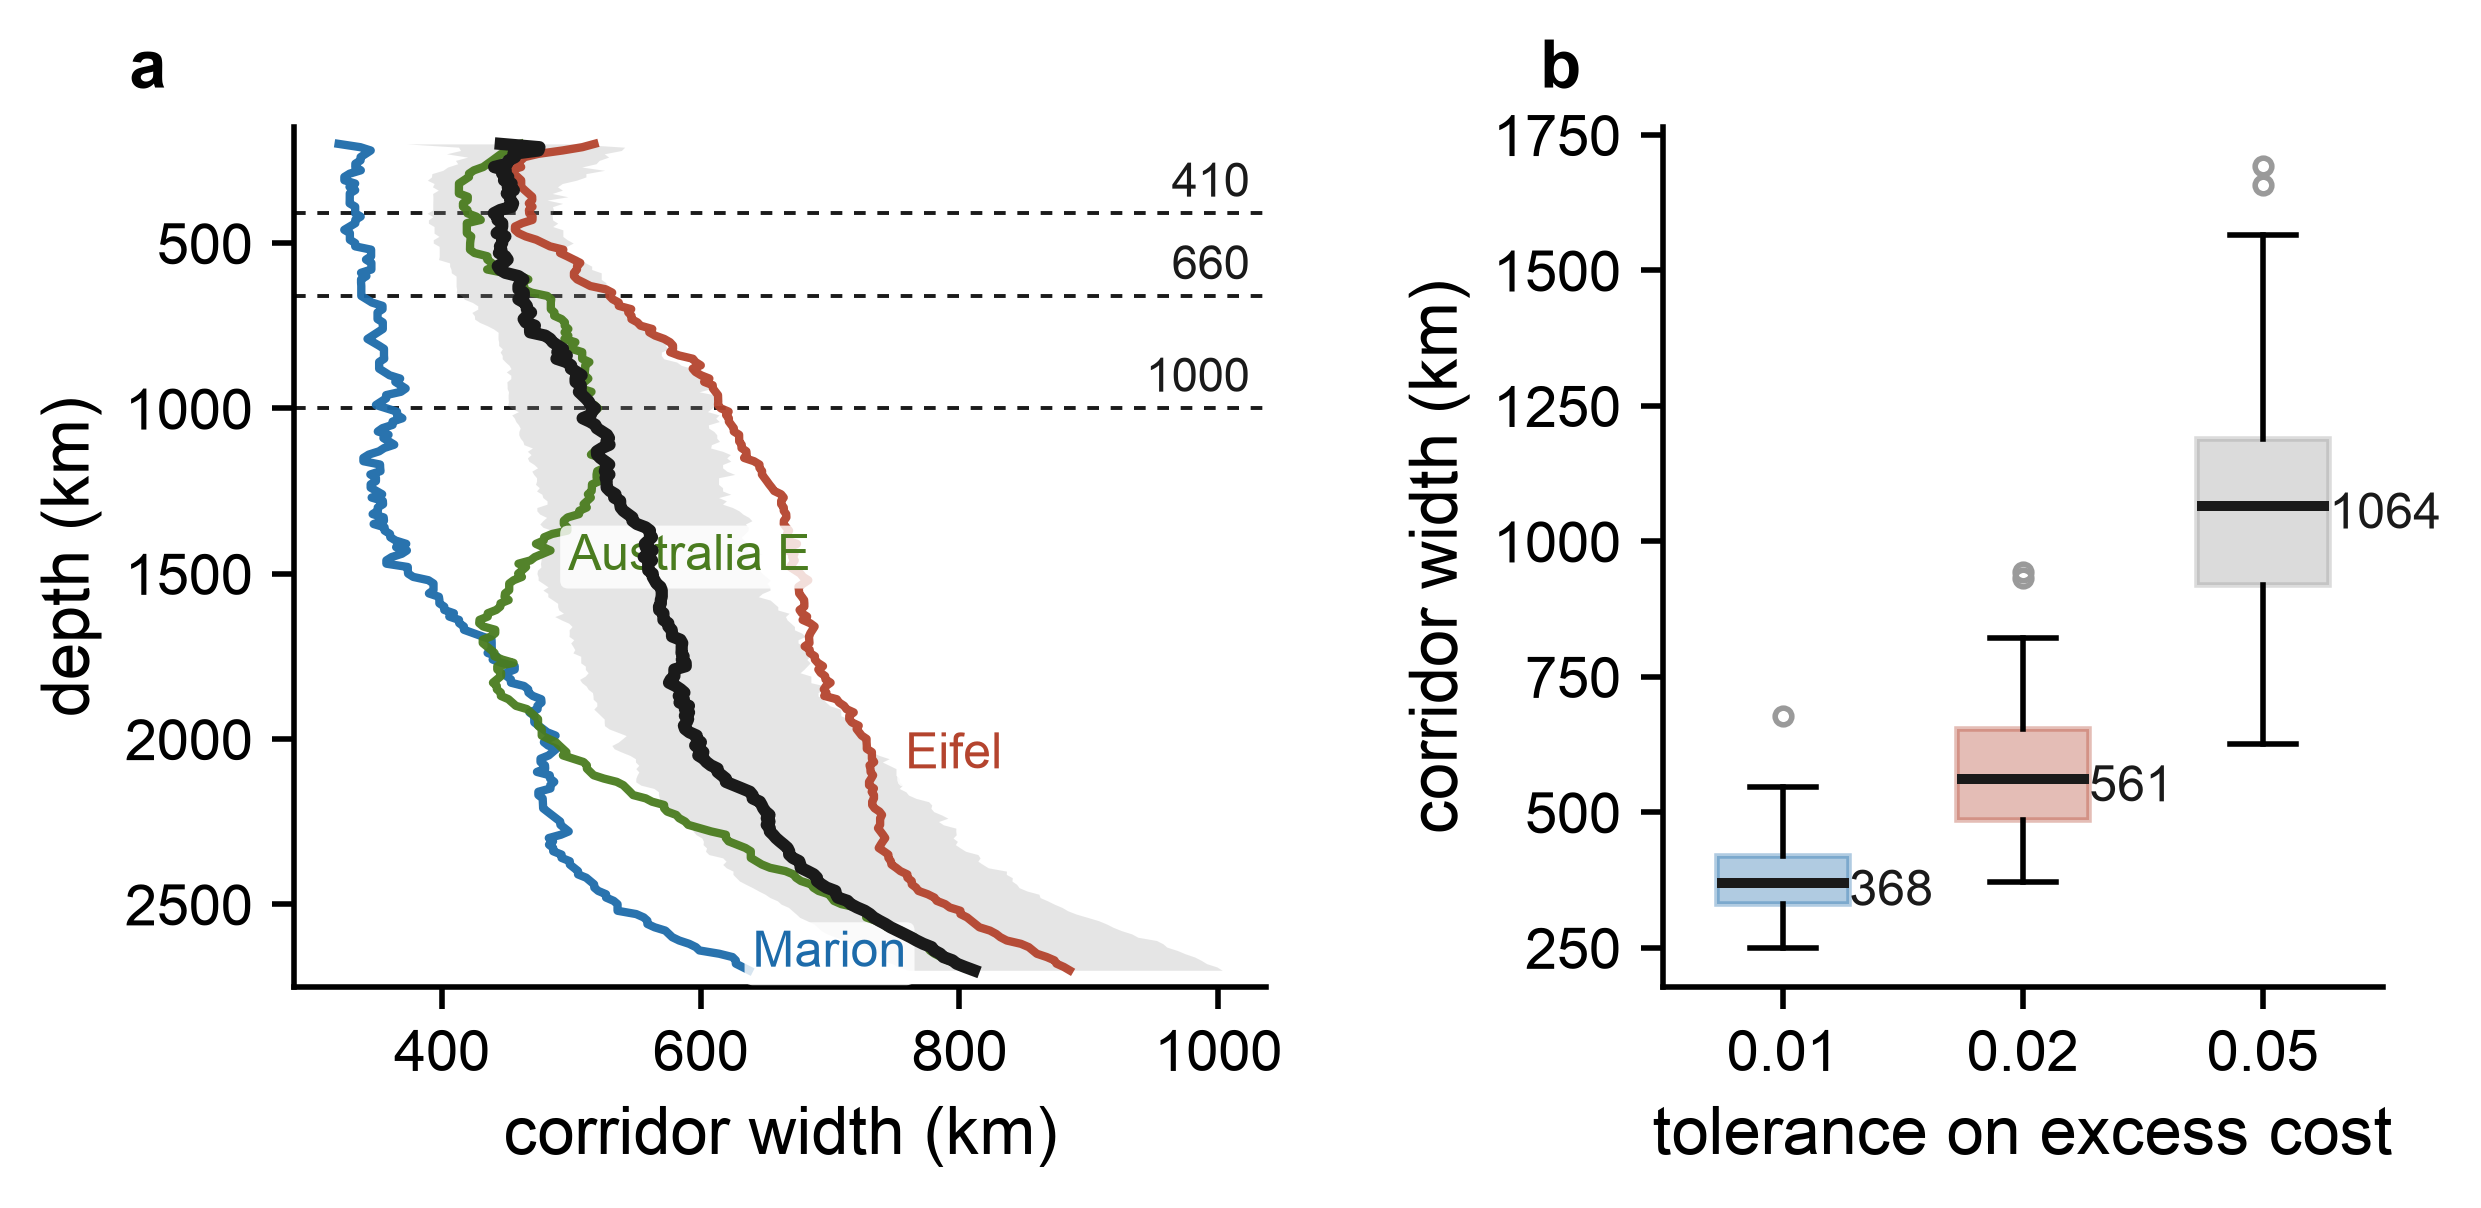 a
410
660
1000
500
1000
1500
2000
2500
depth (km)
Australia E
Eifel
Marion
400 600 800 1000
corridor width (km)
b
1750
1500
1250
1000
750
500
250
corridor width (km)
368
561
1064
0.01 0.02 0.05
tolerance on excess cost